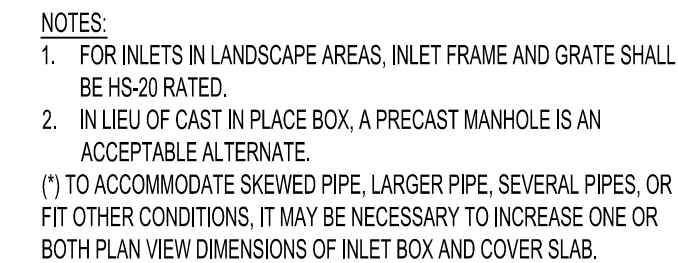 NOTES:
1. FOR INLETS IN LANDSCAPE AREAS, INLET FRAME AND GRATE SHALL
BE HS-20 RATED.
2. IN LIEU OF CAST IN PLACE BOX, A PRECAST MANHOLE IS AN
ACCEPTABLE ALTERNATE.
(*) TO ACCOMMODATE SKEWED PIPE, LARGER PIPE, SEVERAL PIPES, OR
FIT OTHER CONDITIONS, IT MAY BE NECESSARY TO INCREASE ONE OR
BOTH PLAN VIEW DIMENSIONS OF INLET BOX AND COVER SLAB.